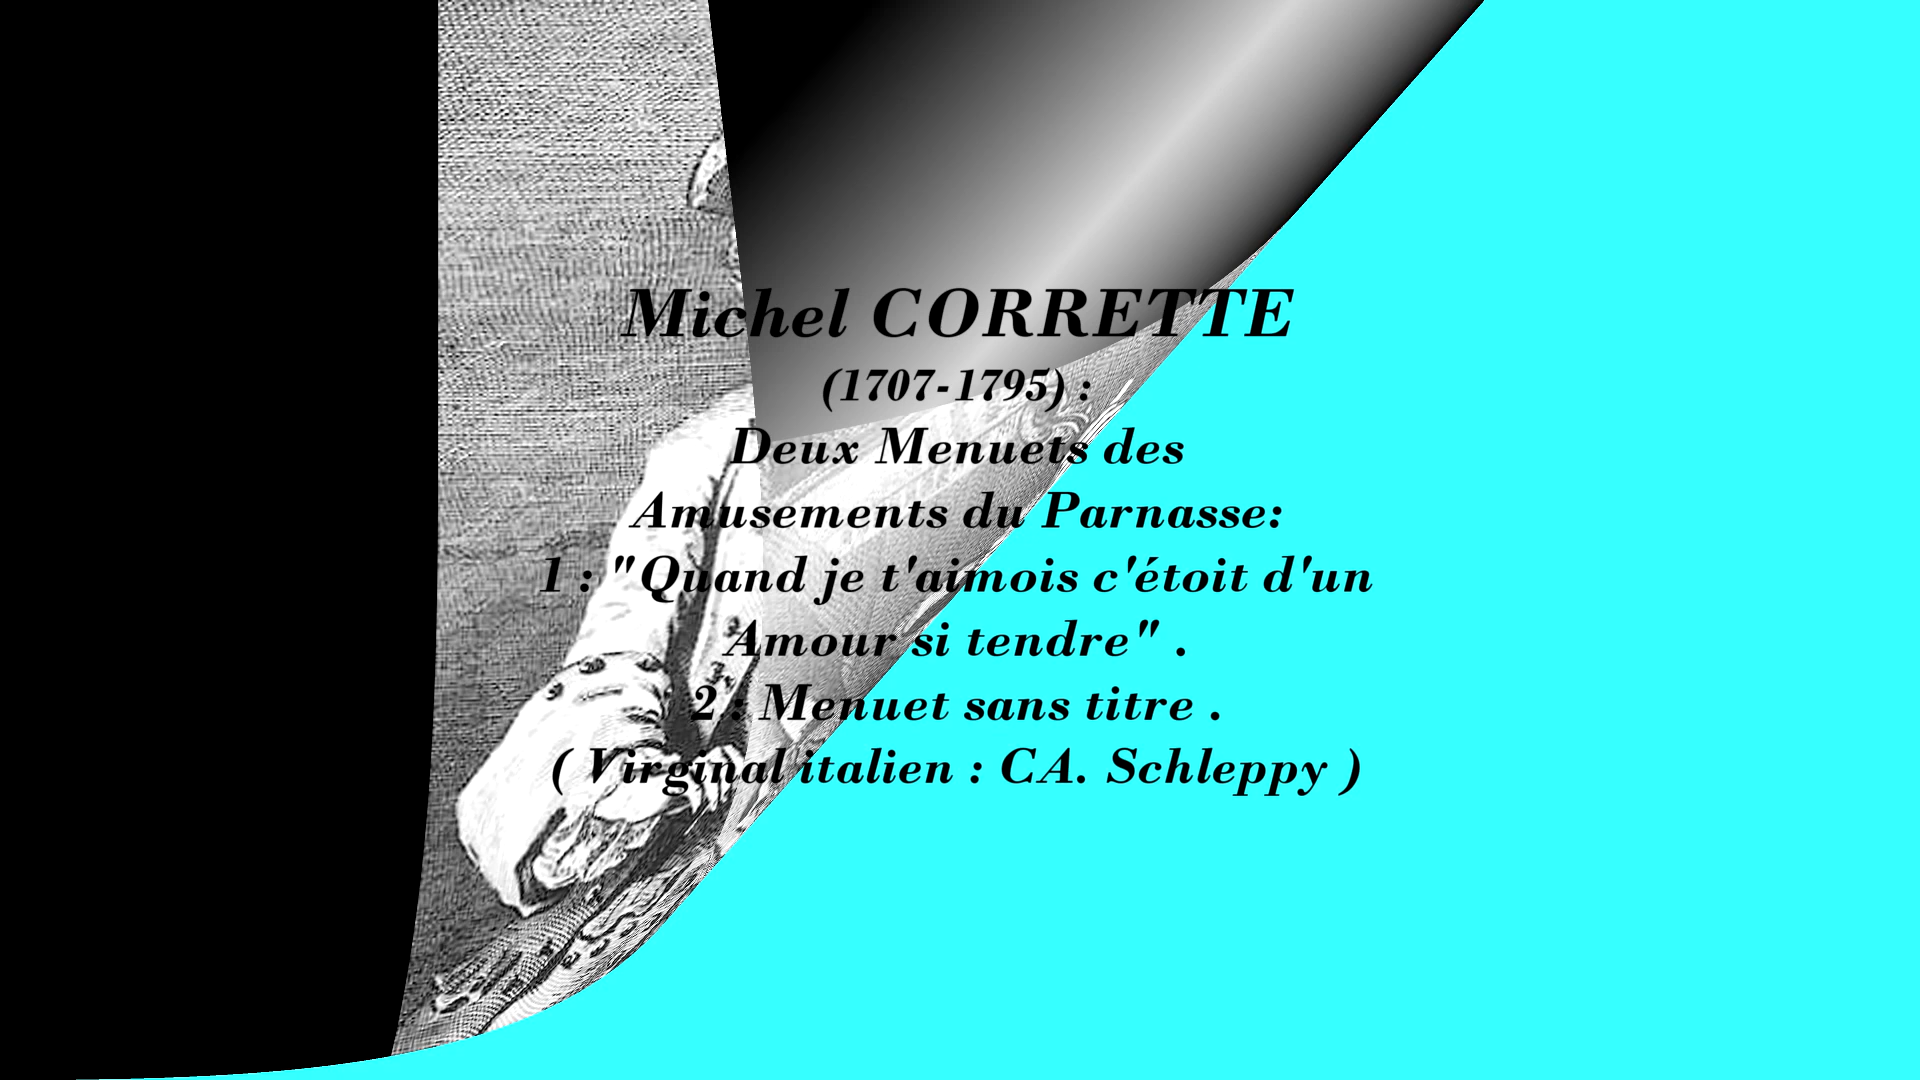 Michel CORRETTE
(1707-1795) :
Deux Menuets des
Amusements du Parnasse:
1 : "Quand je t'aimois c'étoit d'un
Amour si tendre" .
2 : Menuet sans titre .
( Virginal italien : CA. Schleppy )